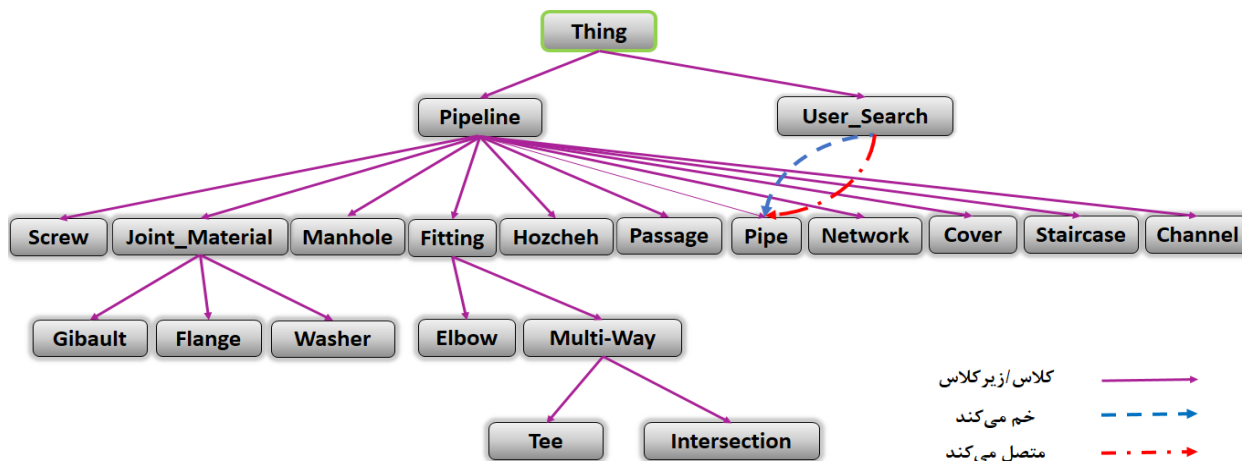 Thing
Pipeline
User_Search
Screw
Joint_Material
Manhole
Fitting
Hozcheh
Passage
Pipe
Network
Cover
Staircase
Channel
Gibault
Flange
Washer
Elbow
Multi-Way
Tee
Intersection
کلاس/زیرکلاس
خم می‌کند
متصل می‌کند